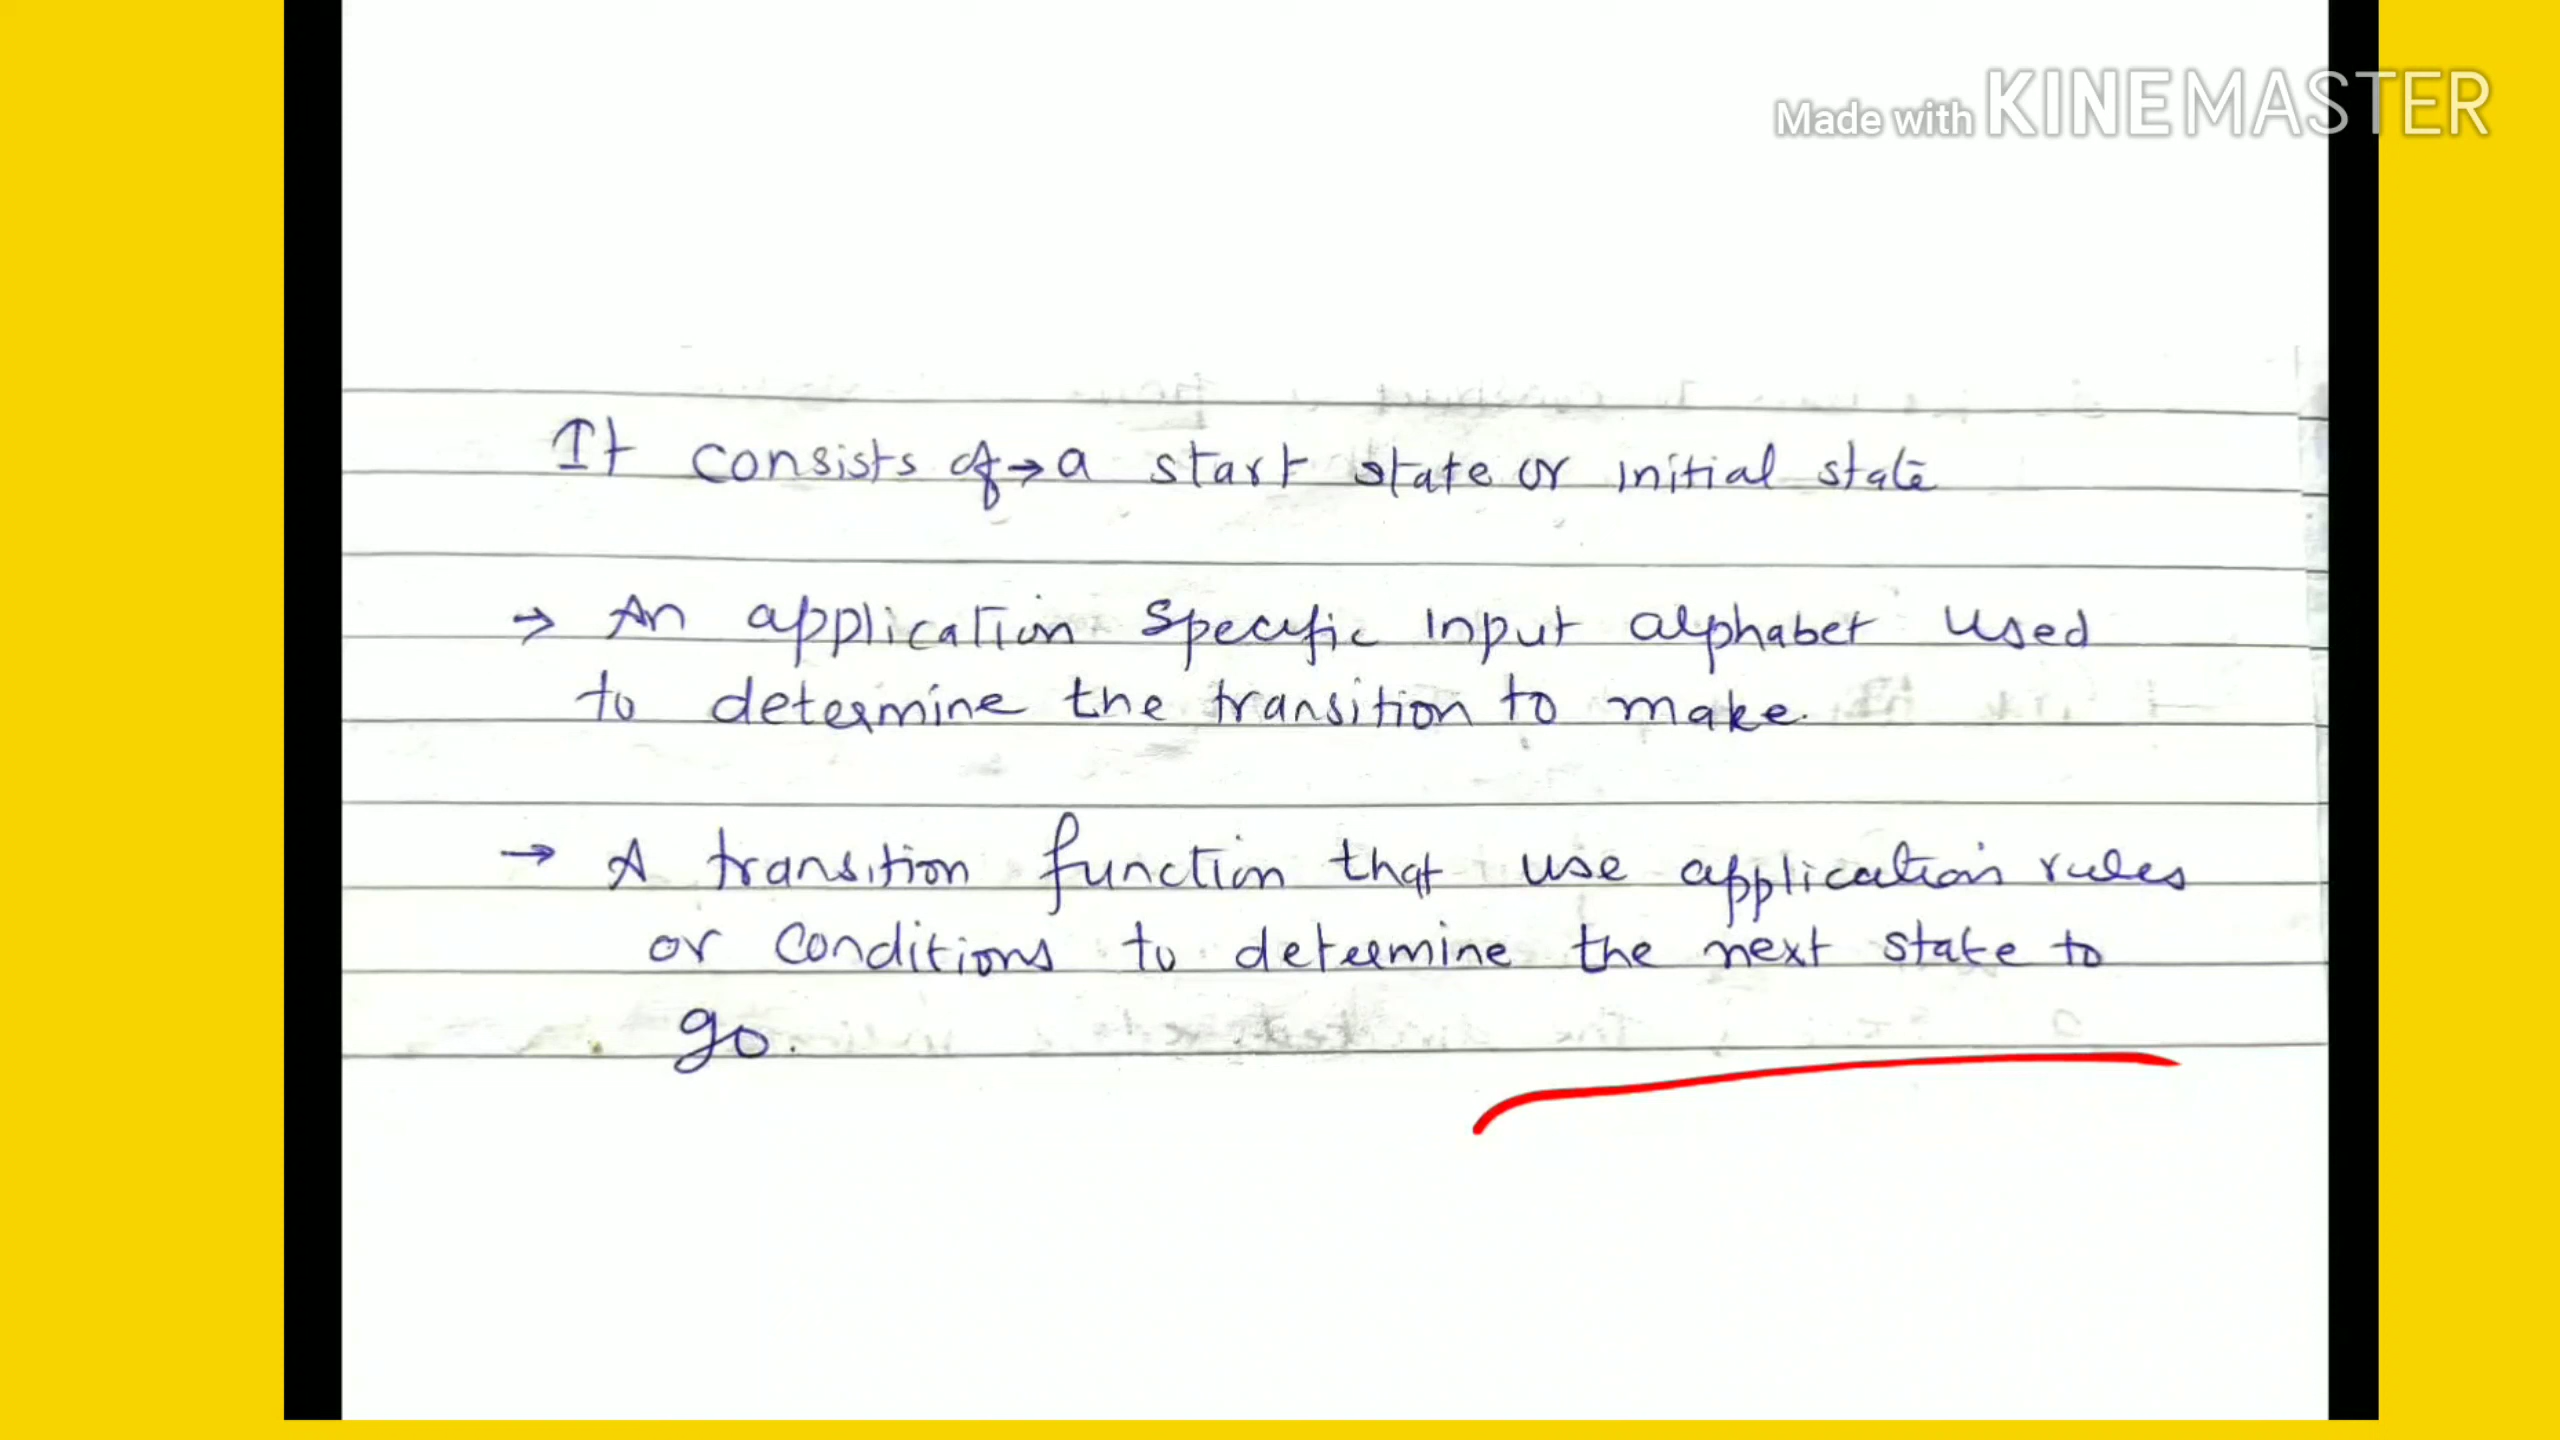 Made with KINEMASTER
It consists of → a start state or initial state
→ An application specific input alphabet used
to determine the transition to make.
→ A transition function that use application's rules
or conditions to determine the next state to
go.